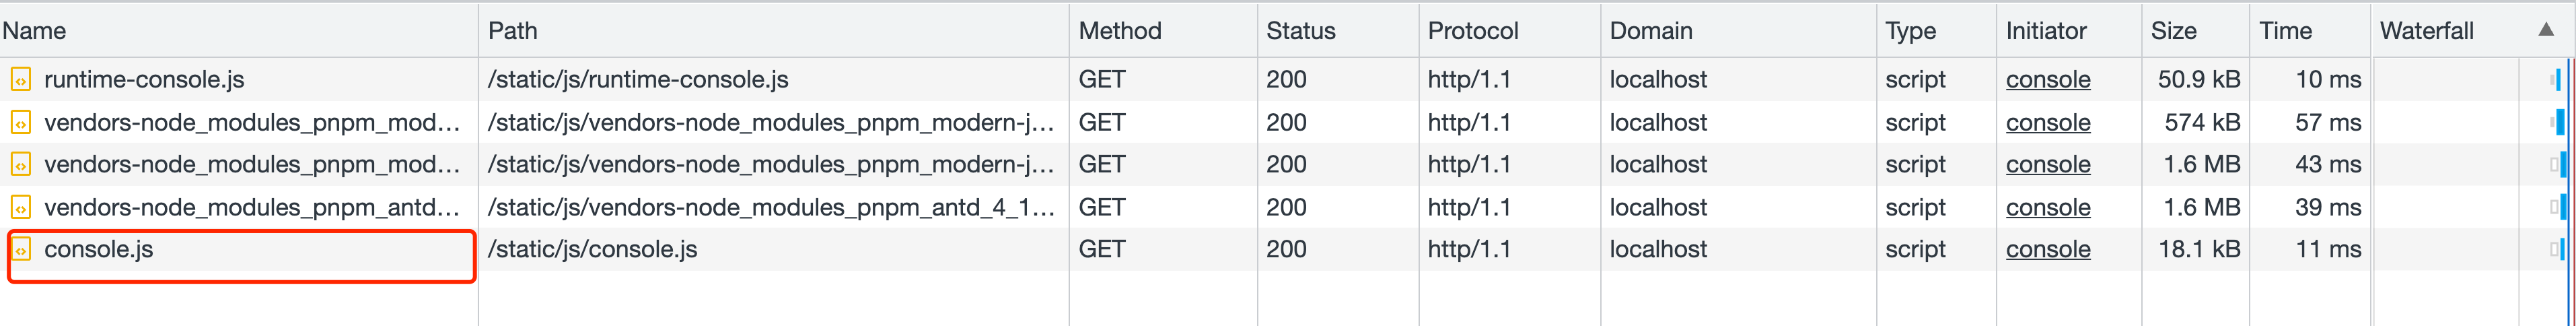 Name Path Method Status Protocol Domain Type Initiator Size Time Waterfall
runtime-console.js /static/js/runtime-console.js GET 200 http/1.1 localhost script console 50.9 kB 10 ms
vendors-node_modules_pnpm_mod… /static/js/vendors-node_modules_pnpm_modern-j… GET 200 http/1.1 localhost script console 574 kB 57 ms
vendors-node_modules_pnpm_mod… /static/js/vendors-node_modules_pnpm_modern-j… GET 200 http/1.1 localhost script console 1.6 MB 43 ms
vendors-node_modules_pnpm_antd… /static/js/vendors-node_modules_pnpm_antd_4_1… GET 200 http/1.1 localhost script console 1.6 MB 39 ms
console.js /static/js/console.js GET 200 http/1.1 localhost script console 18.1 kB 11 ms